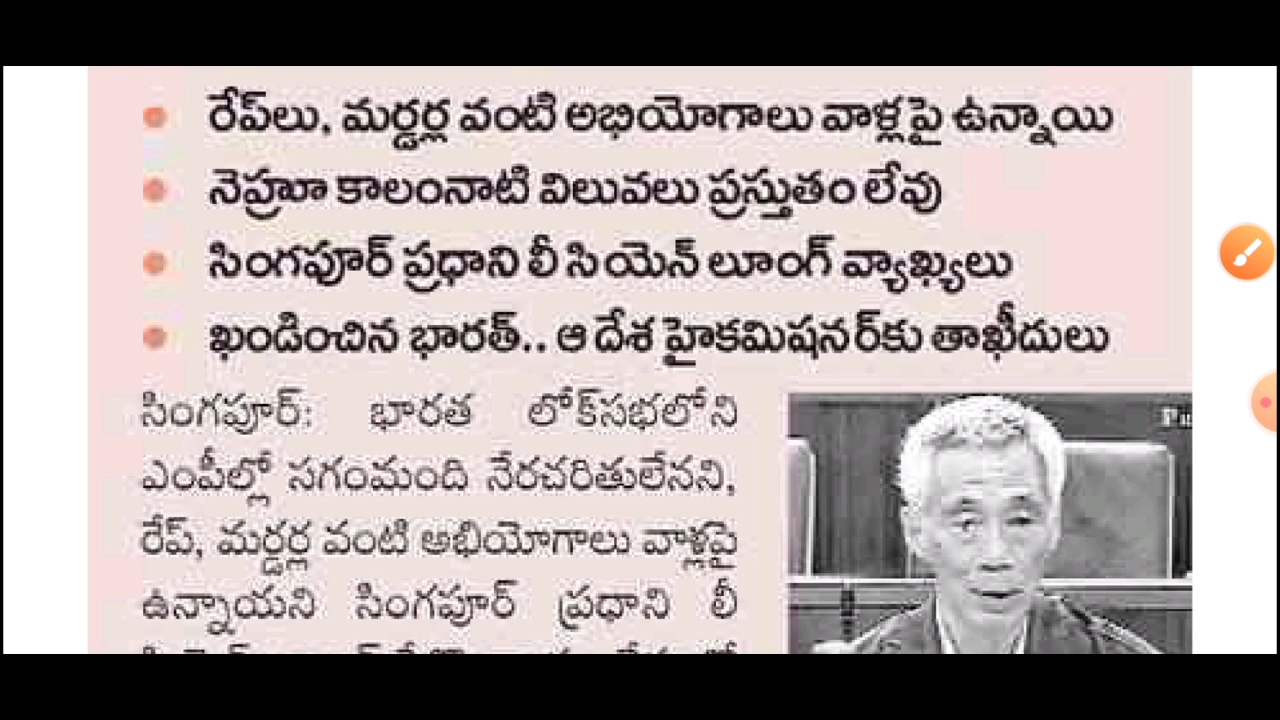 రేప్‌లు, మర్డర్ల వంటి అభియోగాలు వాళ్లపై ఉన్నాయి
నెహ్రూ కాలంనాటి విలువలు ప్రస్తుతం లేవు
సింగపూర్ ప్రధాని లీ సియెన్ లూంగ్ వ్యాఖ్యలు
ఖండించిన భారత్.. ఆ దేశ హైకమిషనర్‌కు తాఖీదులు
సింగపూర్: భారత లోక్‌సభలోని
ఎంపీల్లో సగంమంది నేరచరితులేనని,
రేప్, మర్డర్ల వంటి అభియోగాలు వాళ్లపై
ఉన్నాయని సింగపూర్ ప్రధాని లీ